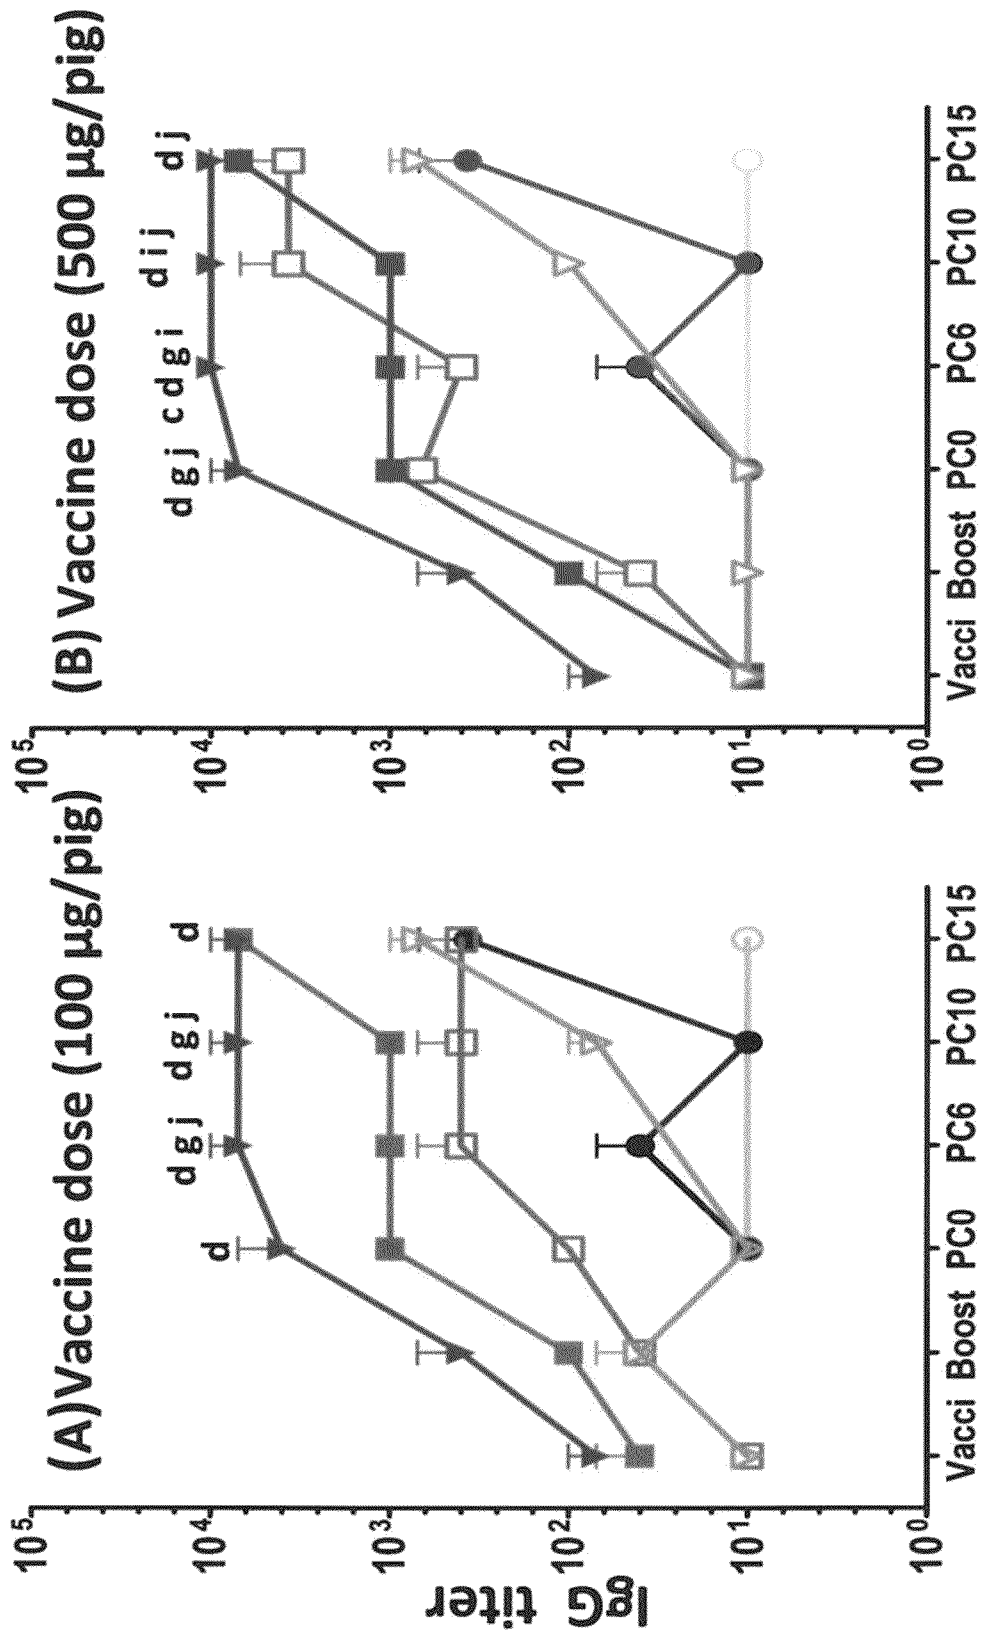 (A)Vaccine dose (100 µg/pig)
IgG titer
10⁵
10⁴
10³
10²
10¹
10⁰
d
d g j
d g j
d
Vacci Boost PC0 PC6 PC10 PC15
(B) Vaccine dose (500 µg/pig)
10⁵
10⁴
10³
10²
10¹
10⁰
d g j
c d g i
d i j
d j
Vacci Boost PC0 PC6 PC10 PC15